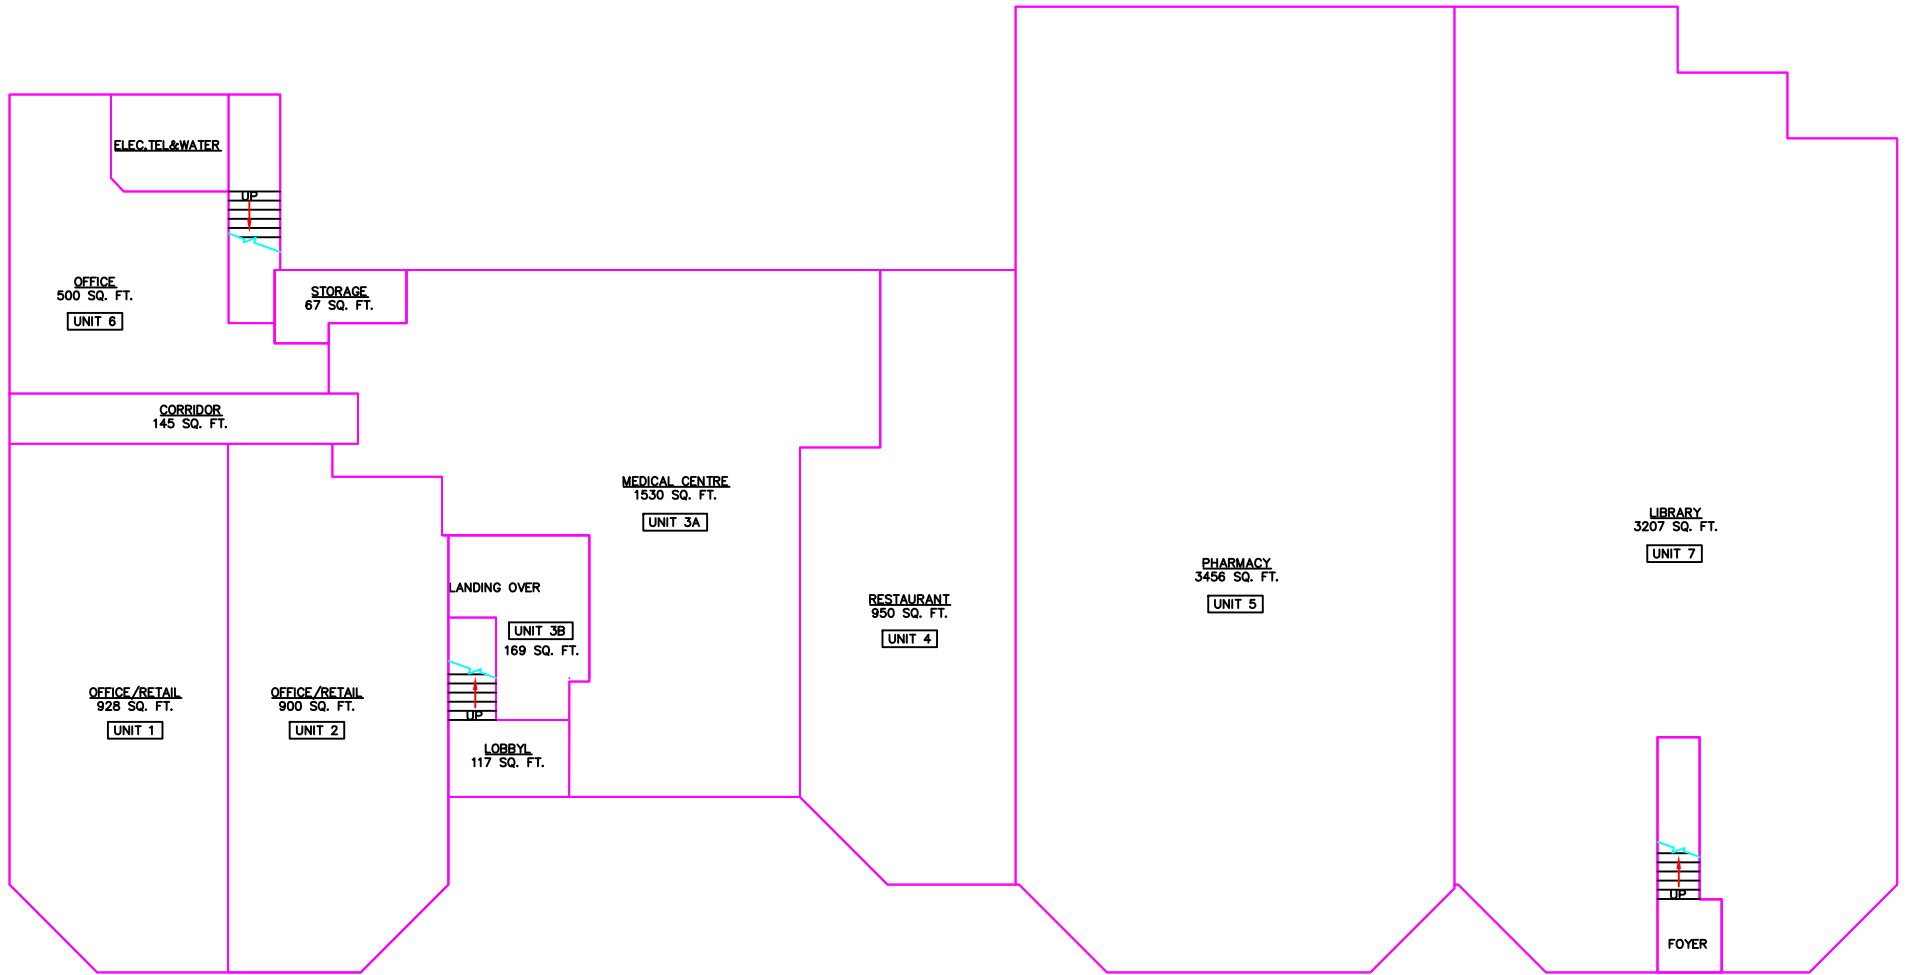 ELEC.TEL&WATER
UP
OFFICE
500 SQ. FT.
UNIT 6
STORAGE
67 SQ. FT.
CORRIDOR
145 SQ. FT.
MEDICAL CENTRE
1530 SQ. FT.
UNIT 3A
LANDING OVER
UNIT 3B
169 SQ. FT.
UP
LOBBYL
117 SQ. FT.
OFFICE/RETAIL
928 SQ. FT.
UNIT 1
OFFICE/RETAIL
900 SQ. FT.
UNIT 2
RESTAURANT
950 SQ. FT.
UNIT 4
PHARMACY
3456 SQ. FT.
UNIT 5
LIBRARY
3207 SQ. FT.
UNIT 7
UP
FOYER